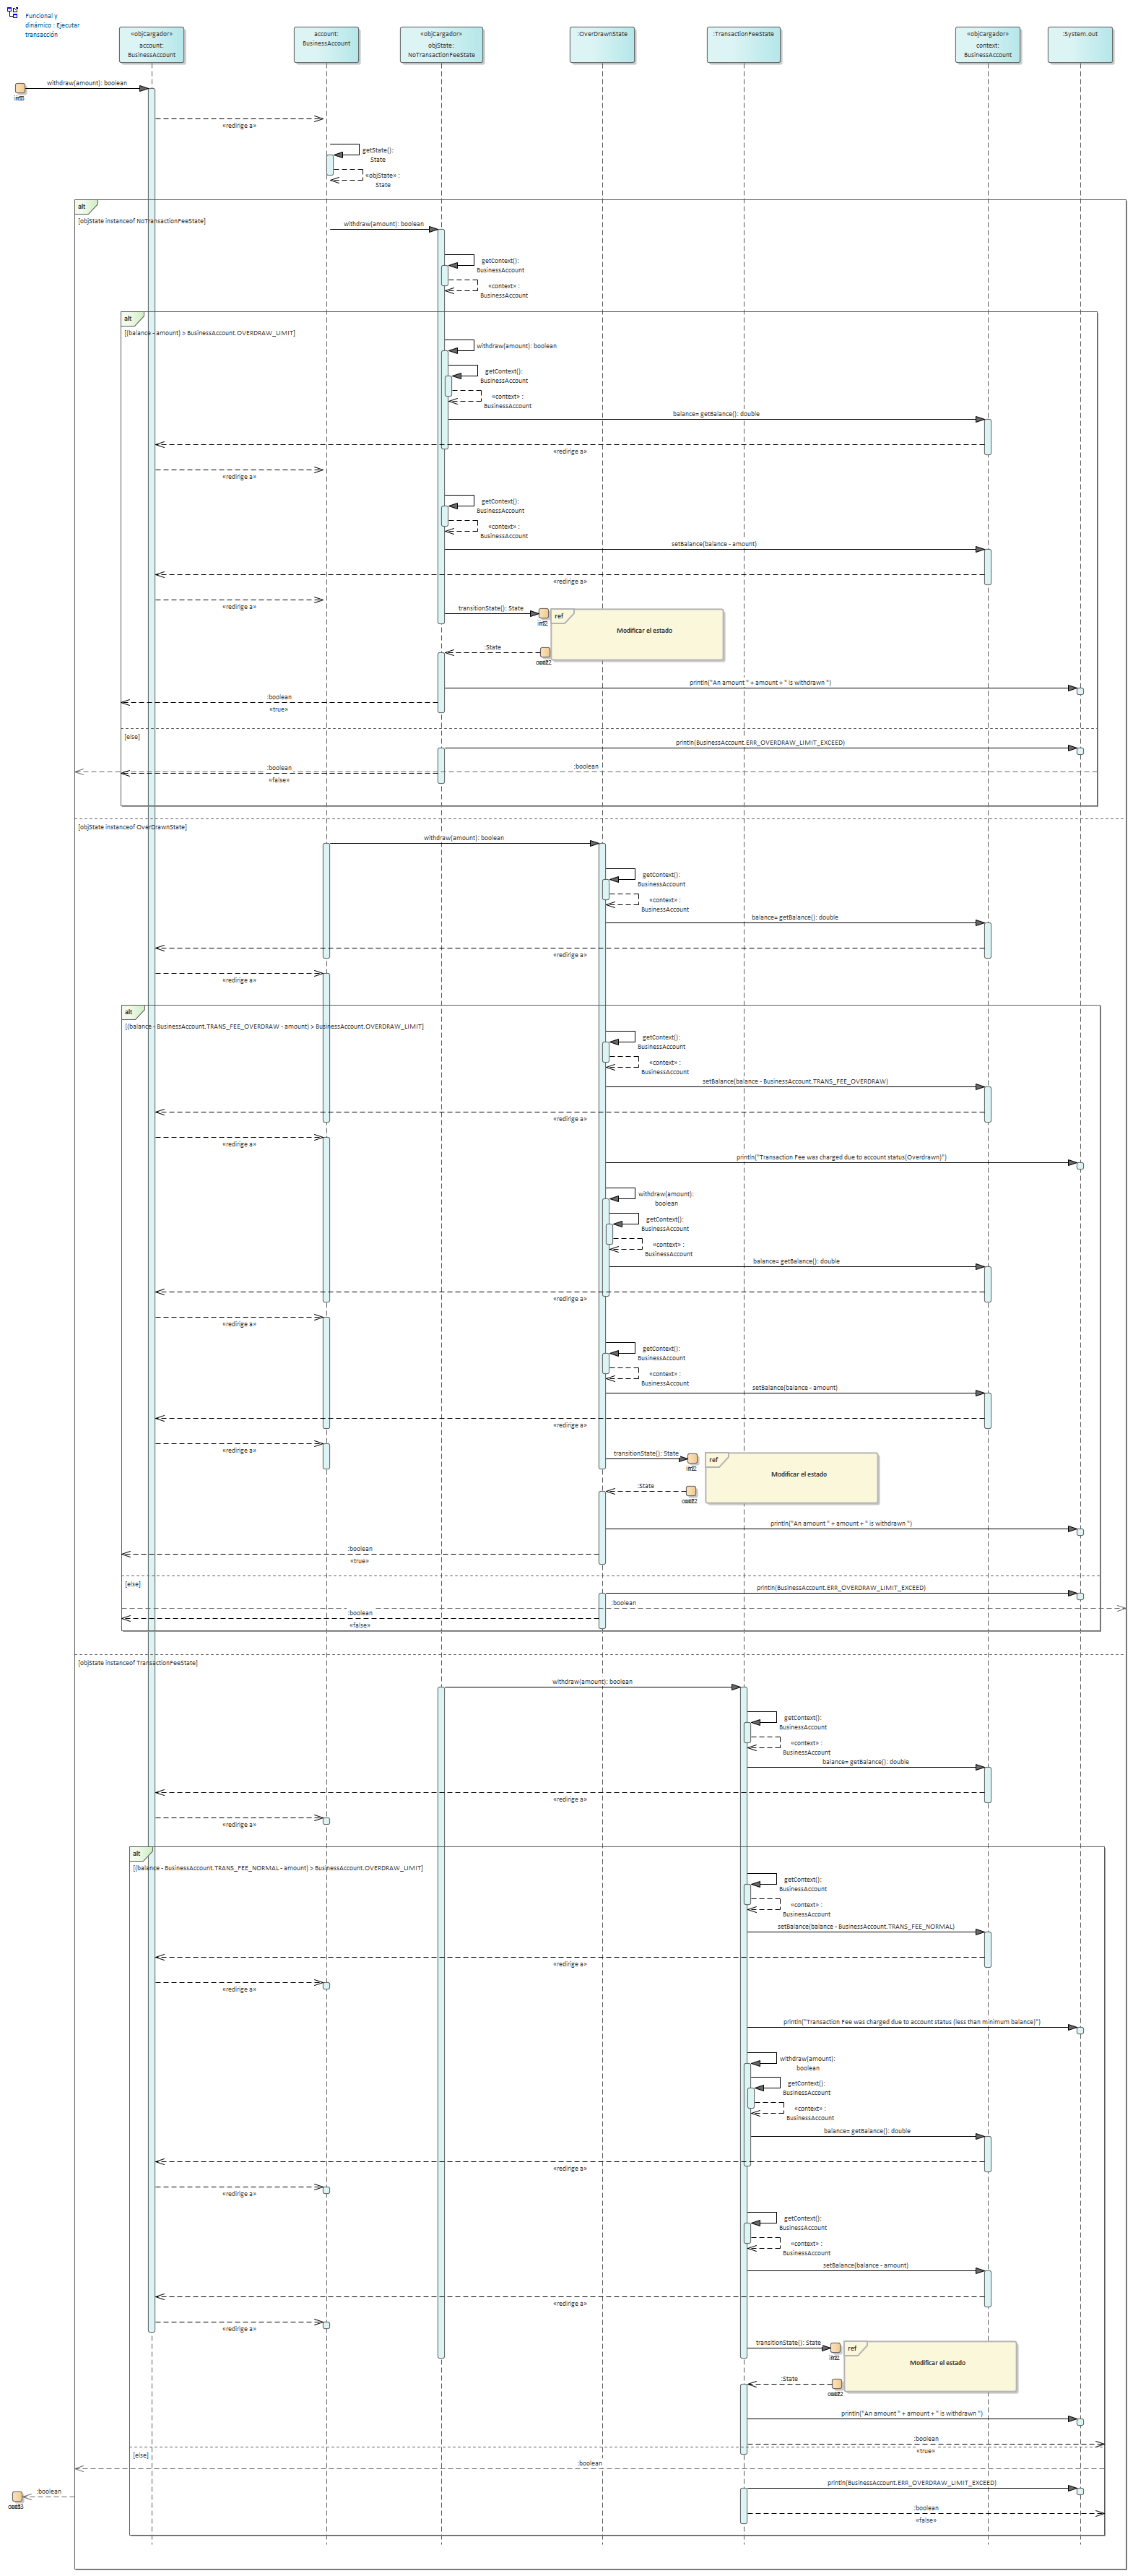 Funcional y
dinámico : Ejecutar
transacción
«objCargador»
account:
BusinessAccount
account:
BusinessAccount
«objCargador»
objState:
NoTransactionFeeState
:OverDrawnState
:TransactionFeeState
«objCargador»
context:
BusinessAccount
:System.out
withdraw(amount): boolean
«redirige a»
getState():
State
«objState» :
State
alt
[objState instanceof NoTransactionFeeState]
withdraw(amount): boolean
getContext():
BusinessAccount
«context» :
BusinessAccount
alt
[(balance - amount) > BusinessAccount.OVERDRAW_LIMIT]
withdraw(amount): boolean
getContext():
BusinessAccount
«context» :
BusinessAccount
balance= getBalance(): double
«redirige a»
«redirige a»
getContext():
BusinessAccount
«context» :
BusinessAccount
setBalance(balance - amount)
«redirige a»
«redirige a»
transitionState(): State
ref
Modificar el estado
:State
println("An amount " + amount + " is withdrawn ")
:boolean
«true»
[else]
println(BusinessAccount.ERR_OVERDRAW_LIMIT_EXCEED)
:boolean
:boolean
«false»
[objState instanceof OverDrawnState]
withdraw(amount): boolean
getContext():
BusinessAccount
«context» :
BusinessAccount
balance= getBalance(): double
«redirige a»
«redirige a»
alt
[(balance - BusinessAccount.TRANS_FEE_OVERDRAW - amount) > BusinessAccount.OVERDRAW_LIMIT]
getContext():
BusinessAccount
«context» :
BusinessAccount
setBalance(balance - BusinessAccount.TRANS_FEE_OVERDRAW)
«redirige a»
«redirige a»
println("Transaction Fee was charged due to account status(Overdrawn)")
withdraw(amount):
boolean
getContext():
BusinessAccount
«context» :
BusinessAccount
balance= getBalance(): double
«redirige a»
«redirige a»
getContext():
BusinessAccount
«context» :
BusinessAccount
setBalance(balance - amount)
«redirige a»
«redirige a»
transitionState(): State
ref
Modificar el estado
:State
println("An amount " + amount + " is withdrawn ")
:boolean
«true»
[else]
println(BusinessAccount.ERR_OVERDRAW_LIMIT_EXCEED)
:boolean
:boolean
«false»
[objState instanceof TransactionFeeState]
withdraw(amount): boolean
getContext():
BusinessAccount
«context» :
BusinessAccount
balance= getBalance(): double
«redirige a»
«redirige a»
alt
[(balance - BusinessAccount.TRANS_FEE_NORMAL - amount) > BusinessAccount.OVERDRAW_LIMIT]
getContext():
BusinessAccount
«context» :
BusinessAccount
setBalance(balance - BusinessAccount.TRANS_FEE_NORMAL)
«redirige a»
«redirige a»
println("Transaction Fee was charged due to account status (less than minimum balance)")
withdraw(amount):
boolean
getContext():
BusinessAccount
«context» :
BusinessAccount
balance= getBalance(): double
«redirige a»
«redirige a»
getContext():
BusinessAccount
«context» :
BusinessAccount
setBalance(balance - amount)
«redirige a»
«redirige a»
transitionState(): State
ref
Modificar el estado
:State
println("An amount " + amount + " is withdrawn ")
:boolean
«true»
[else]
:boolean
println(BusinessAccount.ERR_OVERDRAW_LIMIT_EXCEED)
:boolean
:boolean
«false»